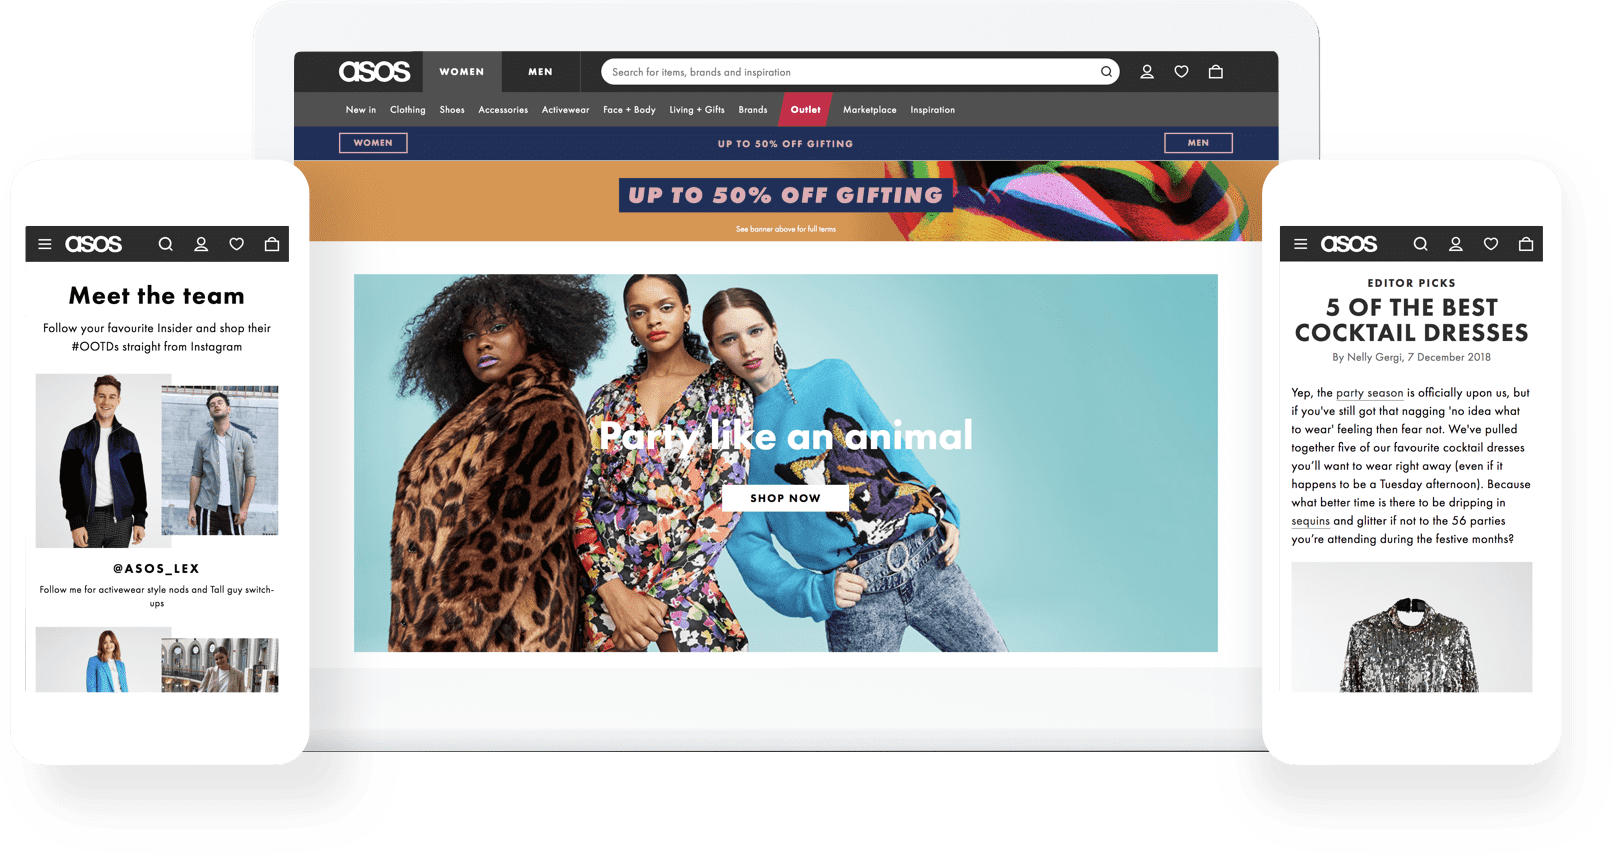 asos
WOMEN
MEN
Search for items, brands and inspiration
New in
Clothing
Shoes
Accessories
Activewear
Face + Body
Living + Gifts
Brands
Outlet
Marketplace
Inspiration
WOMEN
UP TO 50% OFF GIFTING
MEN
UP TO 50% OFF GIFTING
See banner above for full terms
Party like an animal
SHOP NOW
asos
Meet the team
Follow your favourite Insider and shop their
#OOTDs straight from Instagram
@ASOS_LEX
Follow me for activewear style nods and Tall guy switch-
ups
asos
EDITOR PICKS
5 OF THE BEST
COCKTAIL DRESSES
By Nelly Gergi, 7 December 2018
Yep, the party season is officially upon us, but
if you've still got that nagging 'no idea what
to wear' feeling then fear not. We've pulled
together five of our favourite cocktail dresses
you’ll want to wear right away (even if it
happens to be a Tuesday afternoon). Because
what better time is there to be dripping in
sequins and glitter if not to the 56 parties
you’re attending during the festive months?